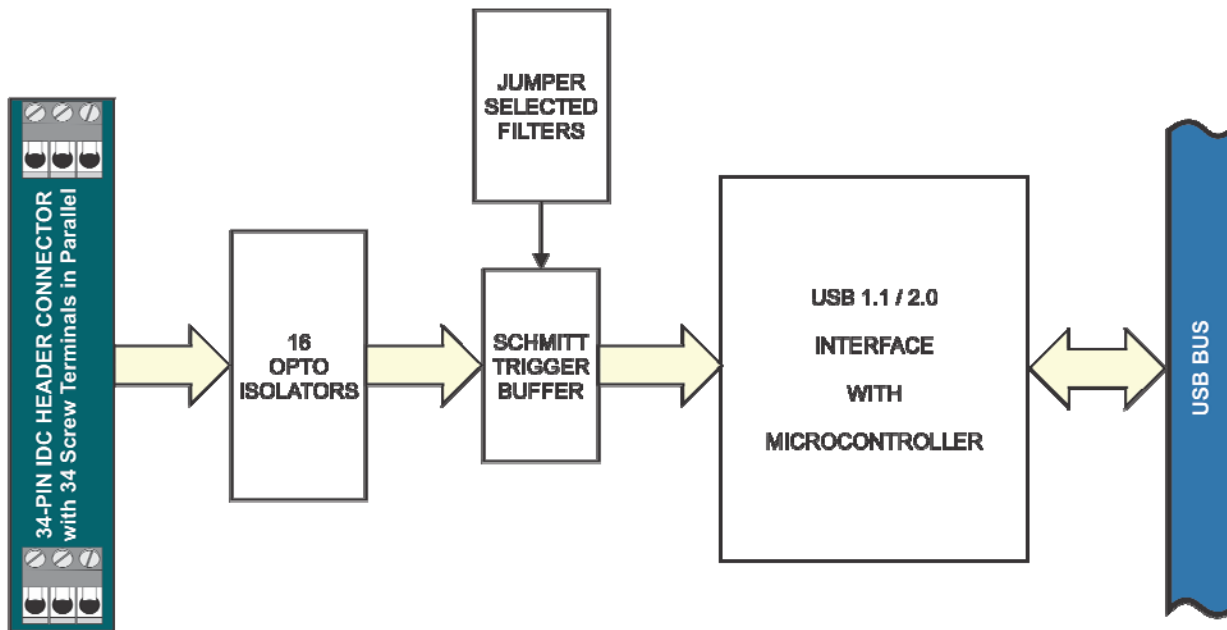 34-PIN IDC HEADER CONNECTOR
with 34 Screw Terminals in Parallel
16
OPTO
ISOLATORS
JUMPER
SELECTED
FILTERS
SCHMITT
TRIGGER
BUFFER
USB 1.1 / 2.0
INTERFACE
WITH
MICROCONTROLLER
USB BUS